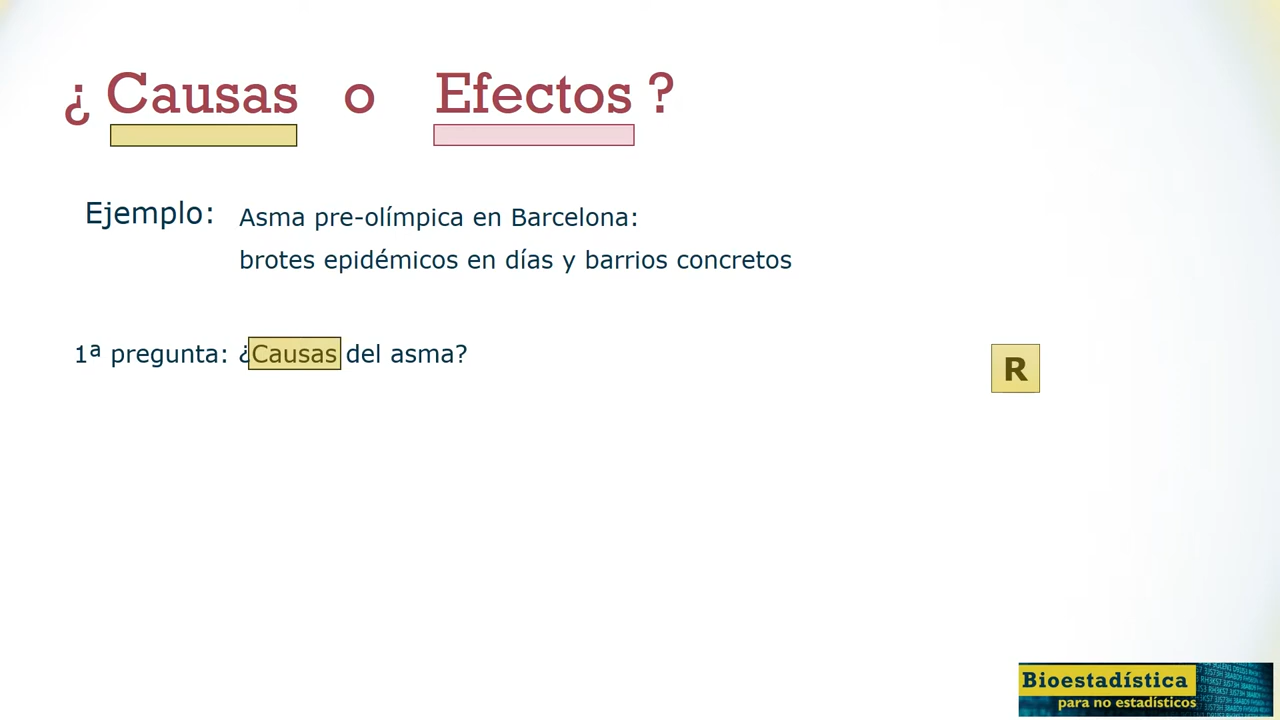 ¿ Causas o Efectos ?
Ejemplo: Asma pre-olímpica en Barcelona:
brotes epidémicos en días y barrios concretos
1ª pregunta: ¿Causas del asma?
R
Bioestadística
para no estadísticos